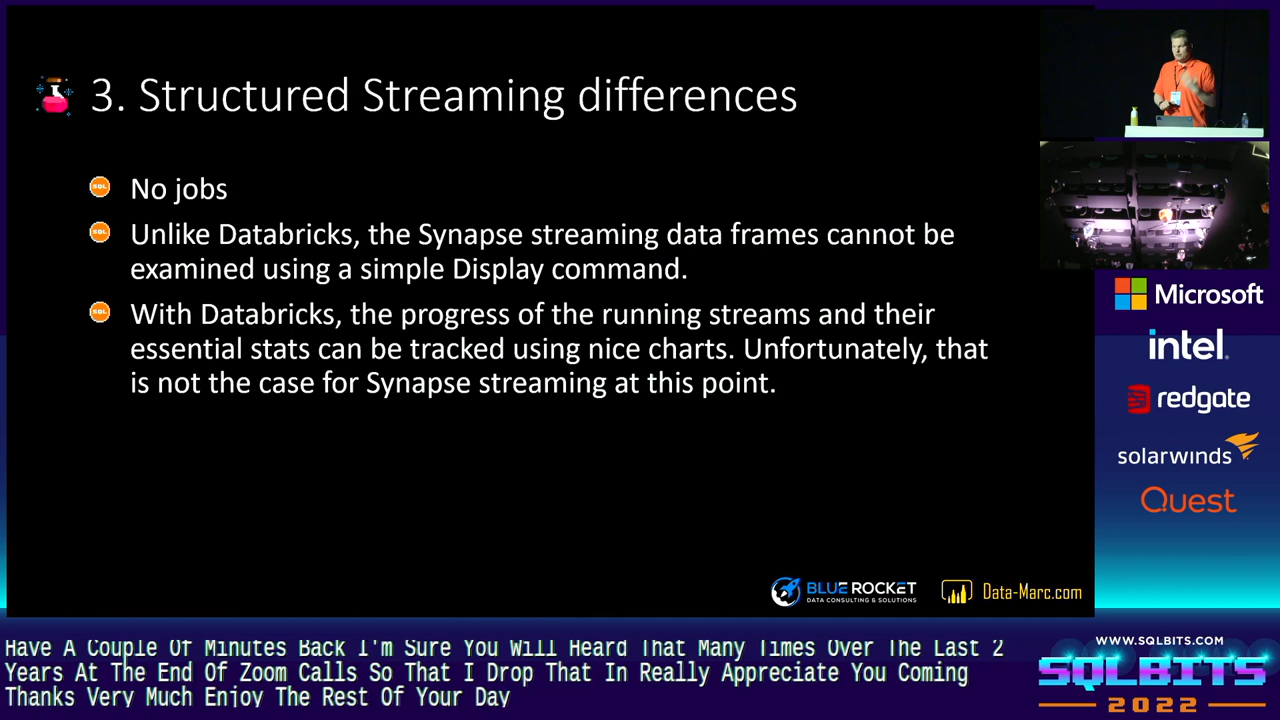 3. Structured Streaming differences
No jobs
Unlike Databricks, the Synapse streaming data frames cannot be
examined using a simple Display command.
With Databricks, the progress of the running streams and their
essential stats can be tracked using nice charts. Unfortunately, that
is not the case for Synapse streaming at this point.
SQL
SQL
SQL
BLUE ROCKET
DATA CONSULTING & SOLUTIONS
Data-Marc.com
Microsoft
intel.
redgate
solarwinds
Quest
Have A Couple Of Minutes Back I'm Sure You Will Heard That Many Times Over The Last 2
Years At The End Of Zoom Calls So That I Drop That In Really Appreciate You Coming
Thanks Very Much Enjoy The Rest Of Your Day
WWW.SQLBITS.COM
SQLBITS
2022